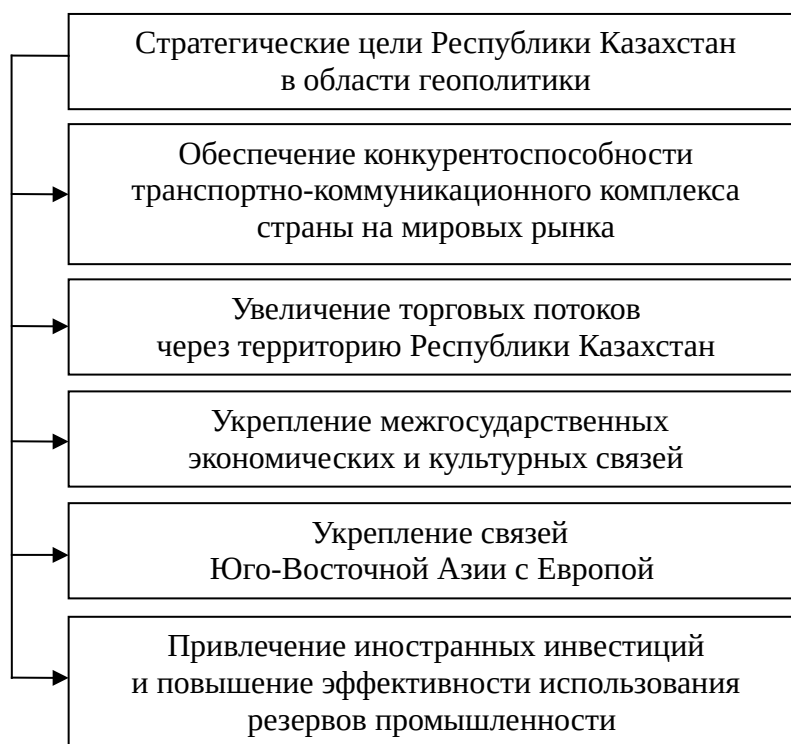 Стратегические цели Республики Казахстан
в области геополитики
Обеспечение конкурентоспособности
транспортно-коммуникационного комплекса
страны на мировых рынка
Увеличение торговых потоков
через территорию Республики Казахстан
Укрепление межгосударственных
экономических и культурных связей
Укрепление связей
Юго-Восточной Азии с Европой
Привлечение иностранных инвестиций
и повышение эффективности использования
резервов промышленности